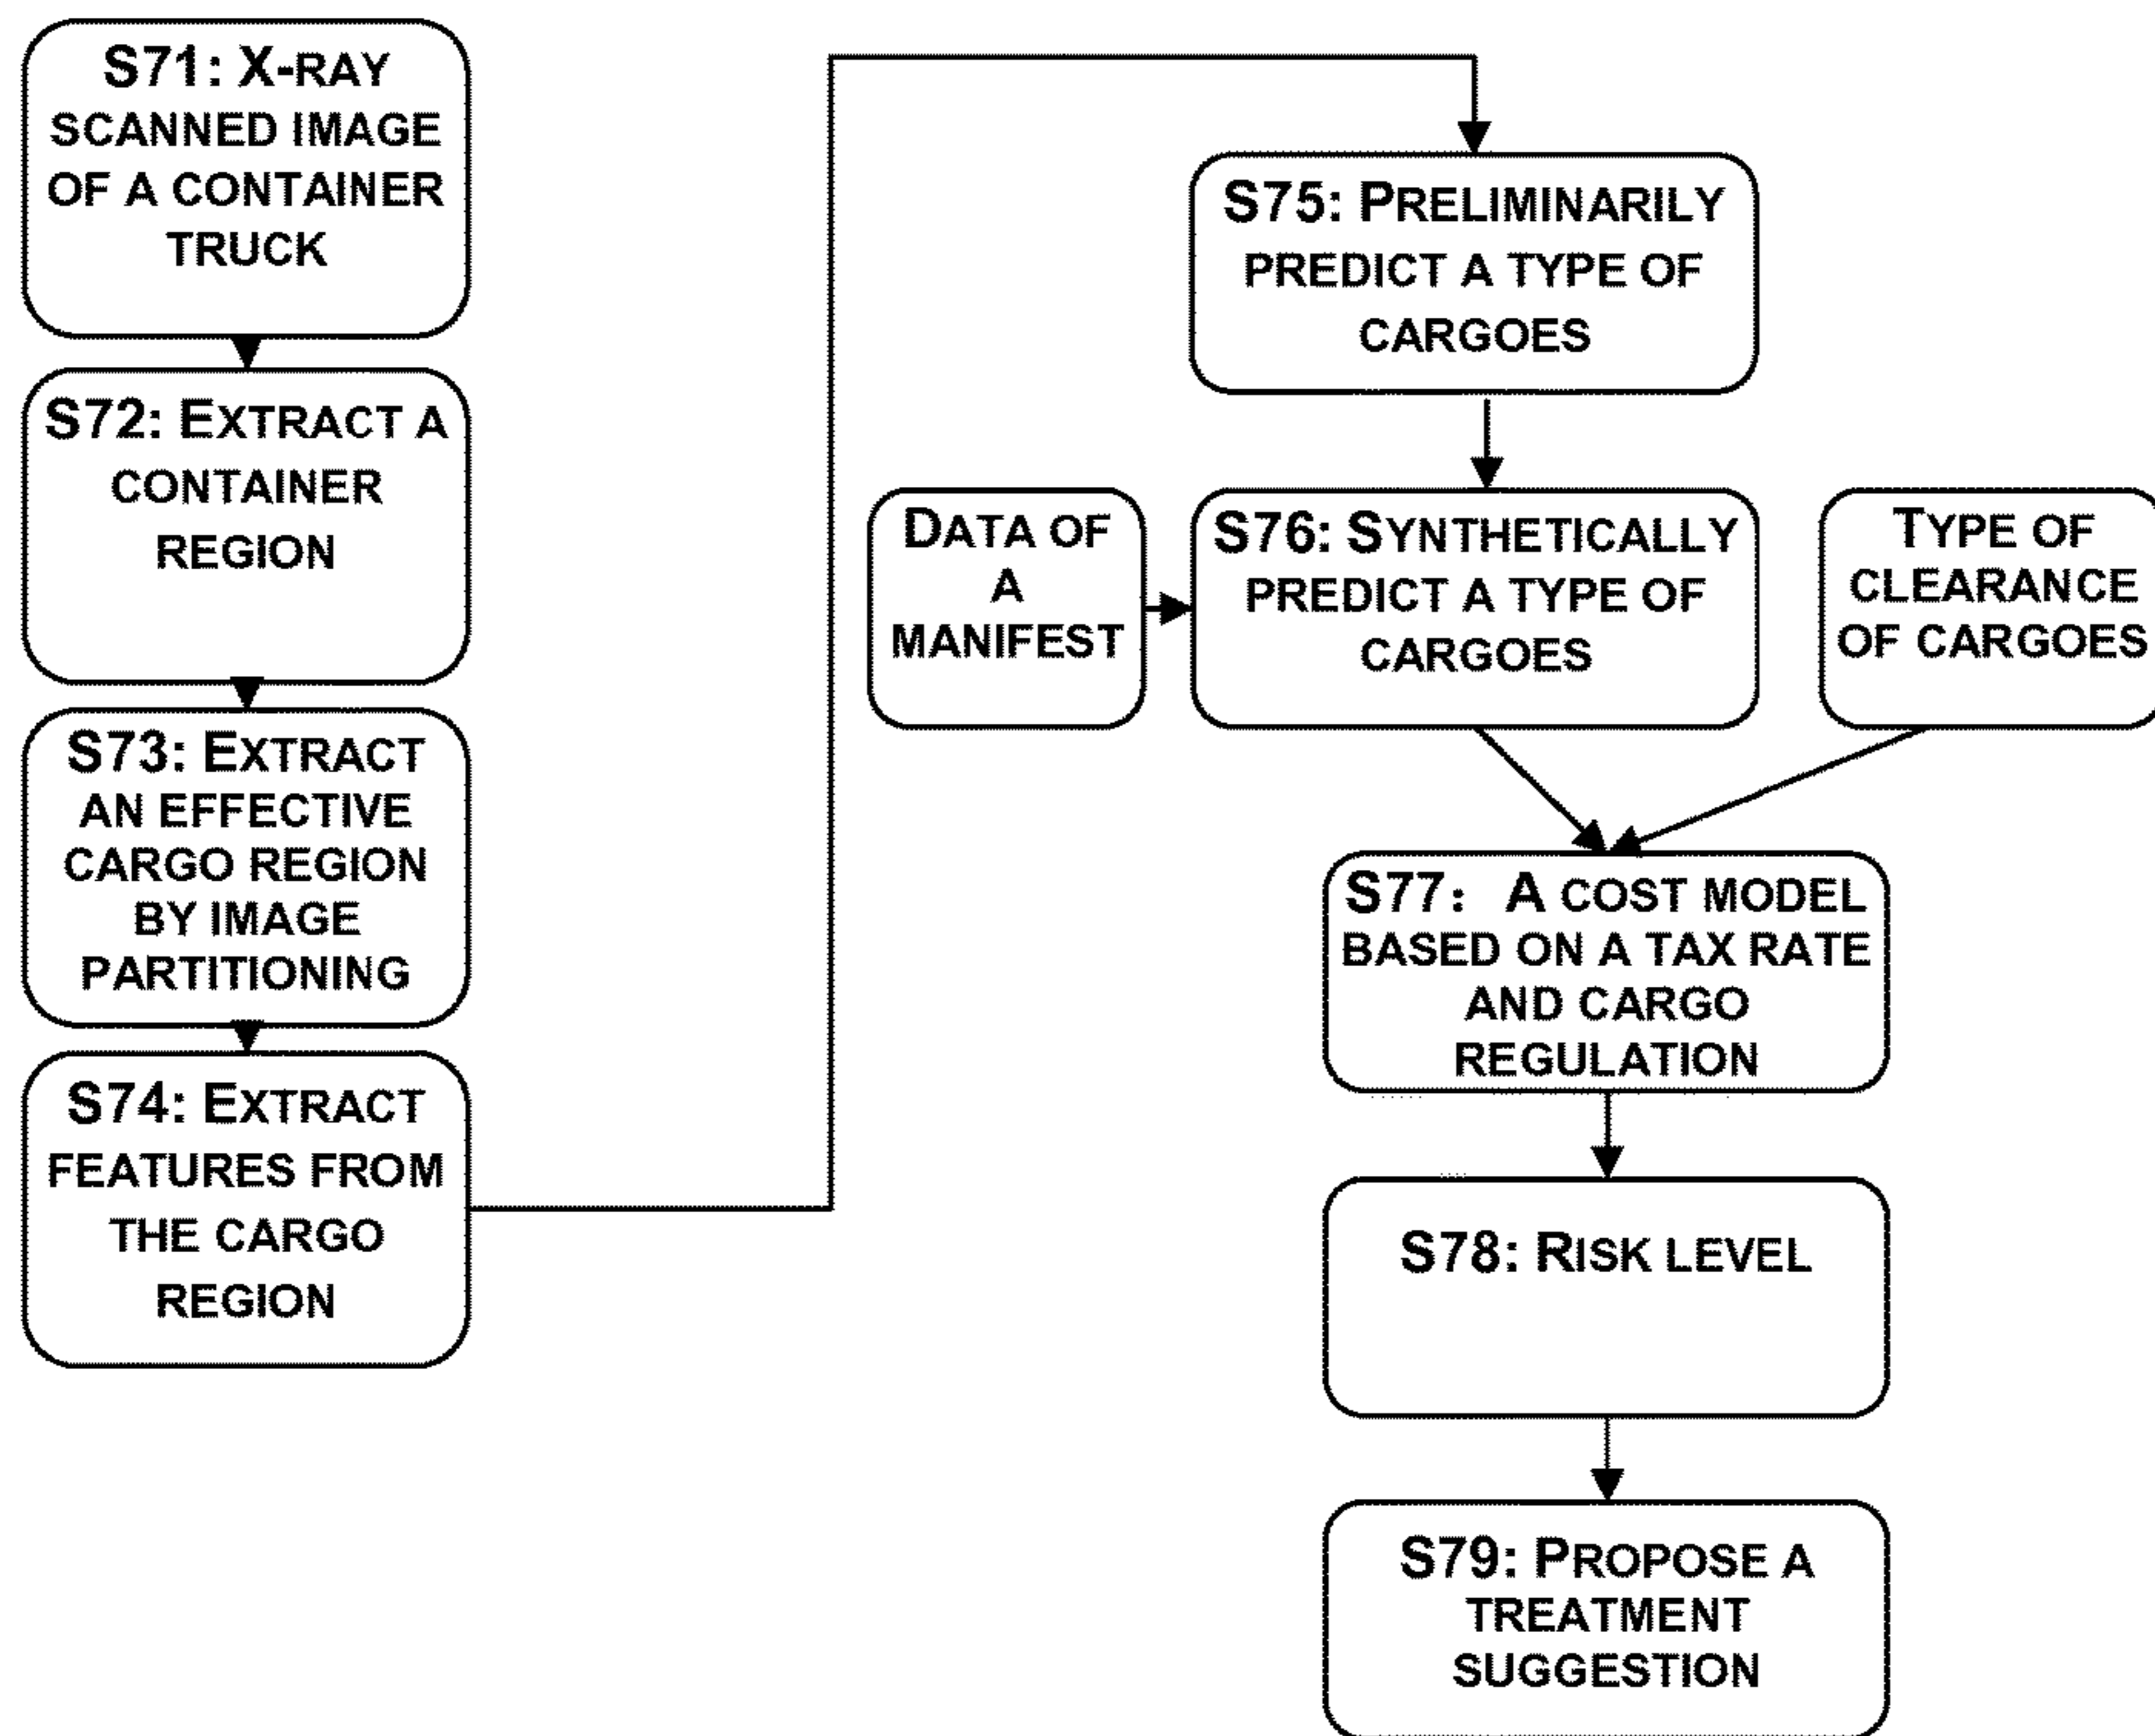 S71: X-RAY
SCANNED IMAGE
OF A CONTAINER
TRUCK
S72: EXTRACT A
CONTAINER
REGION
S73: EXTRACT
AN EFFECTIVE
CARGO REGION
BY IMAGE
PARTITIONING
S74: EXTRACT
FEATURES FROM
THE CARGO
REGION
S75: PRELIMINARILY
PREDICT A TYPE OF
CARGOES
DATA OF
A
MANIFEST
S76: SYNTHETICALLY
PREDICT A TYPE OF
CARGOES
TYPE OF
CLEARANCE
OF CARGOES
S77: A COST MODEL
BASED ON A TAX RATE
AND CARGO
REGULATION
S78: RISK LEVEL
S79: PROPOSE A
TREATMENT
SUGGESTION